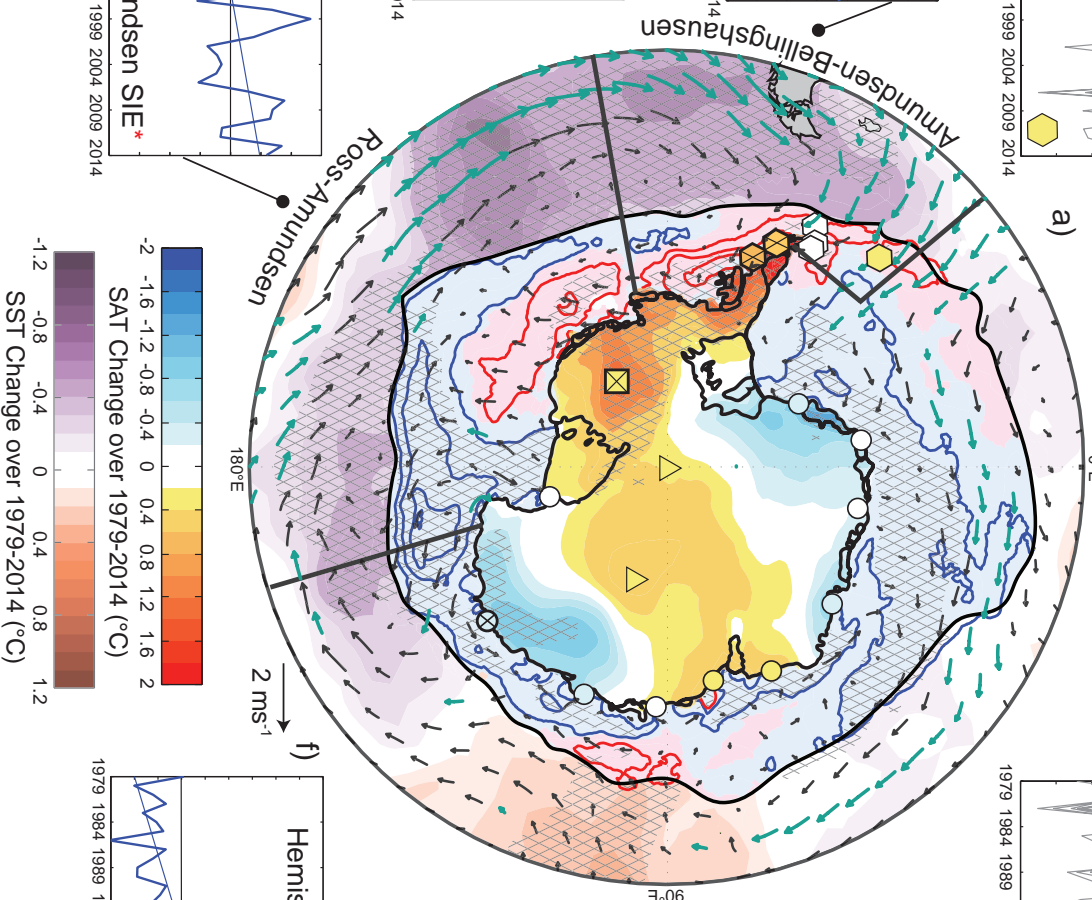 1999 2004 2009 2014
1979 1984 1989
a)
Amundsen-Bellingshausen
14
90°E
014
Ross-Amundsen
180°E
f)
2 ms-1
Hemis
ndsen SIE*
1999 2004 2009 2014
1979 1984 1989 1
-2 -1.6 -1.2 -0.8 -0.4 0 0.4 0.8 1.2 1.6 2
SAT Change over 1979-2014 (°C)
-1.2 -0.8 -0.4 0 0.4 0.8 1.2
SST Change over 1979-2014 (°C)